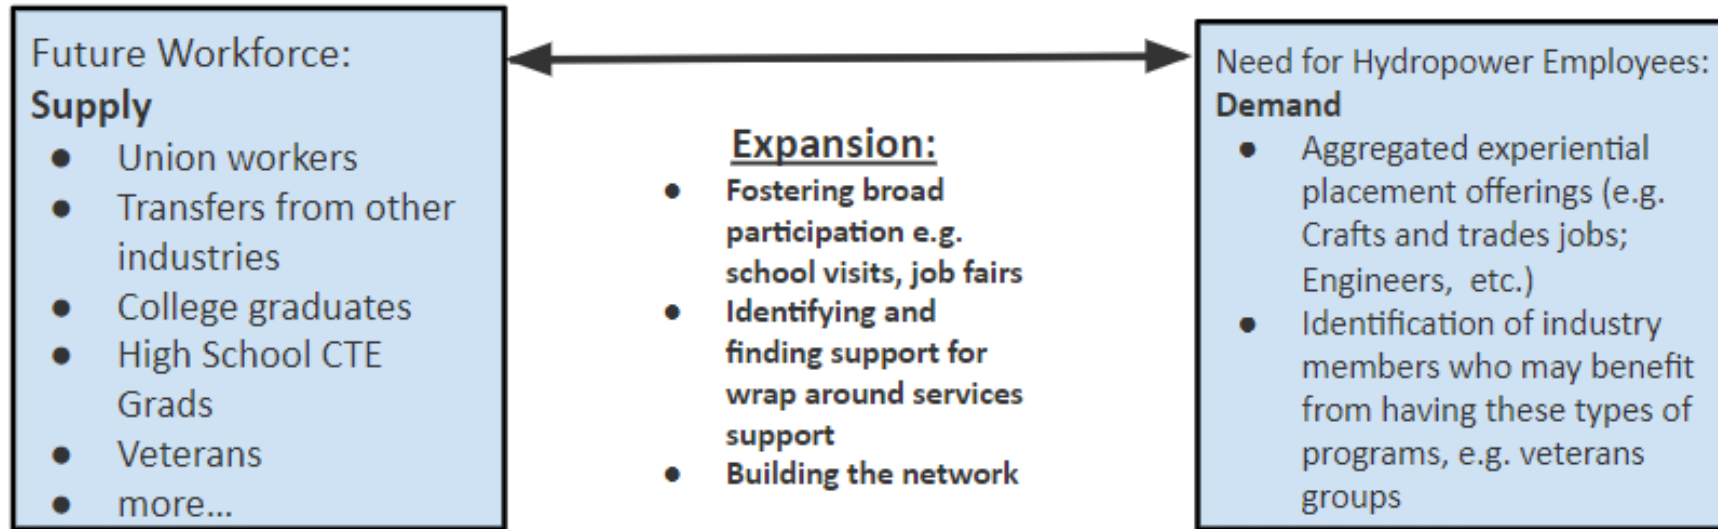 Future Workforce:
Supply
● Union workers
● Transfers from other
industries
● College graduates
● High School CTE
Grads
● Veterans
● more...
Expansion:
● Fostering broad
participation e.g.
school visits, job fairs
● Identifying and
finding support for
wrap around services
support
● Building the network
Need for Hydropower Employees:
Demand
● Aggregated experiential
placement offerings (e.g.
Crafts and trades jobs;
Engineers, etc.)
● Identification of industry
members who may benefit
from having these types of
programs, e.g. veterans
groups